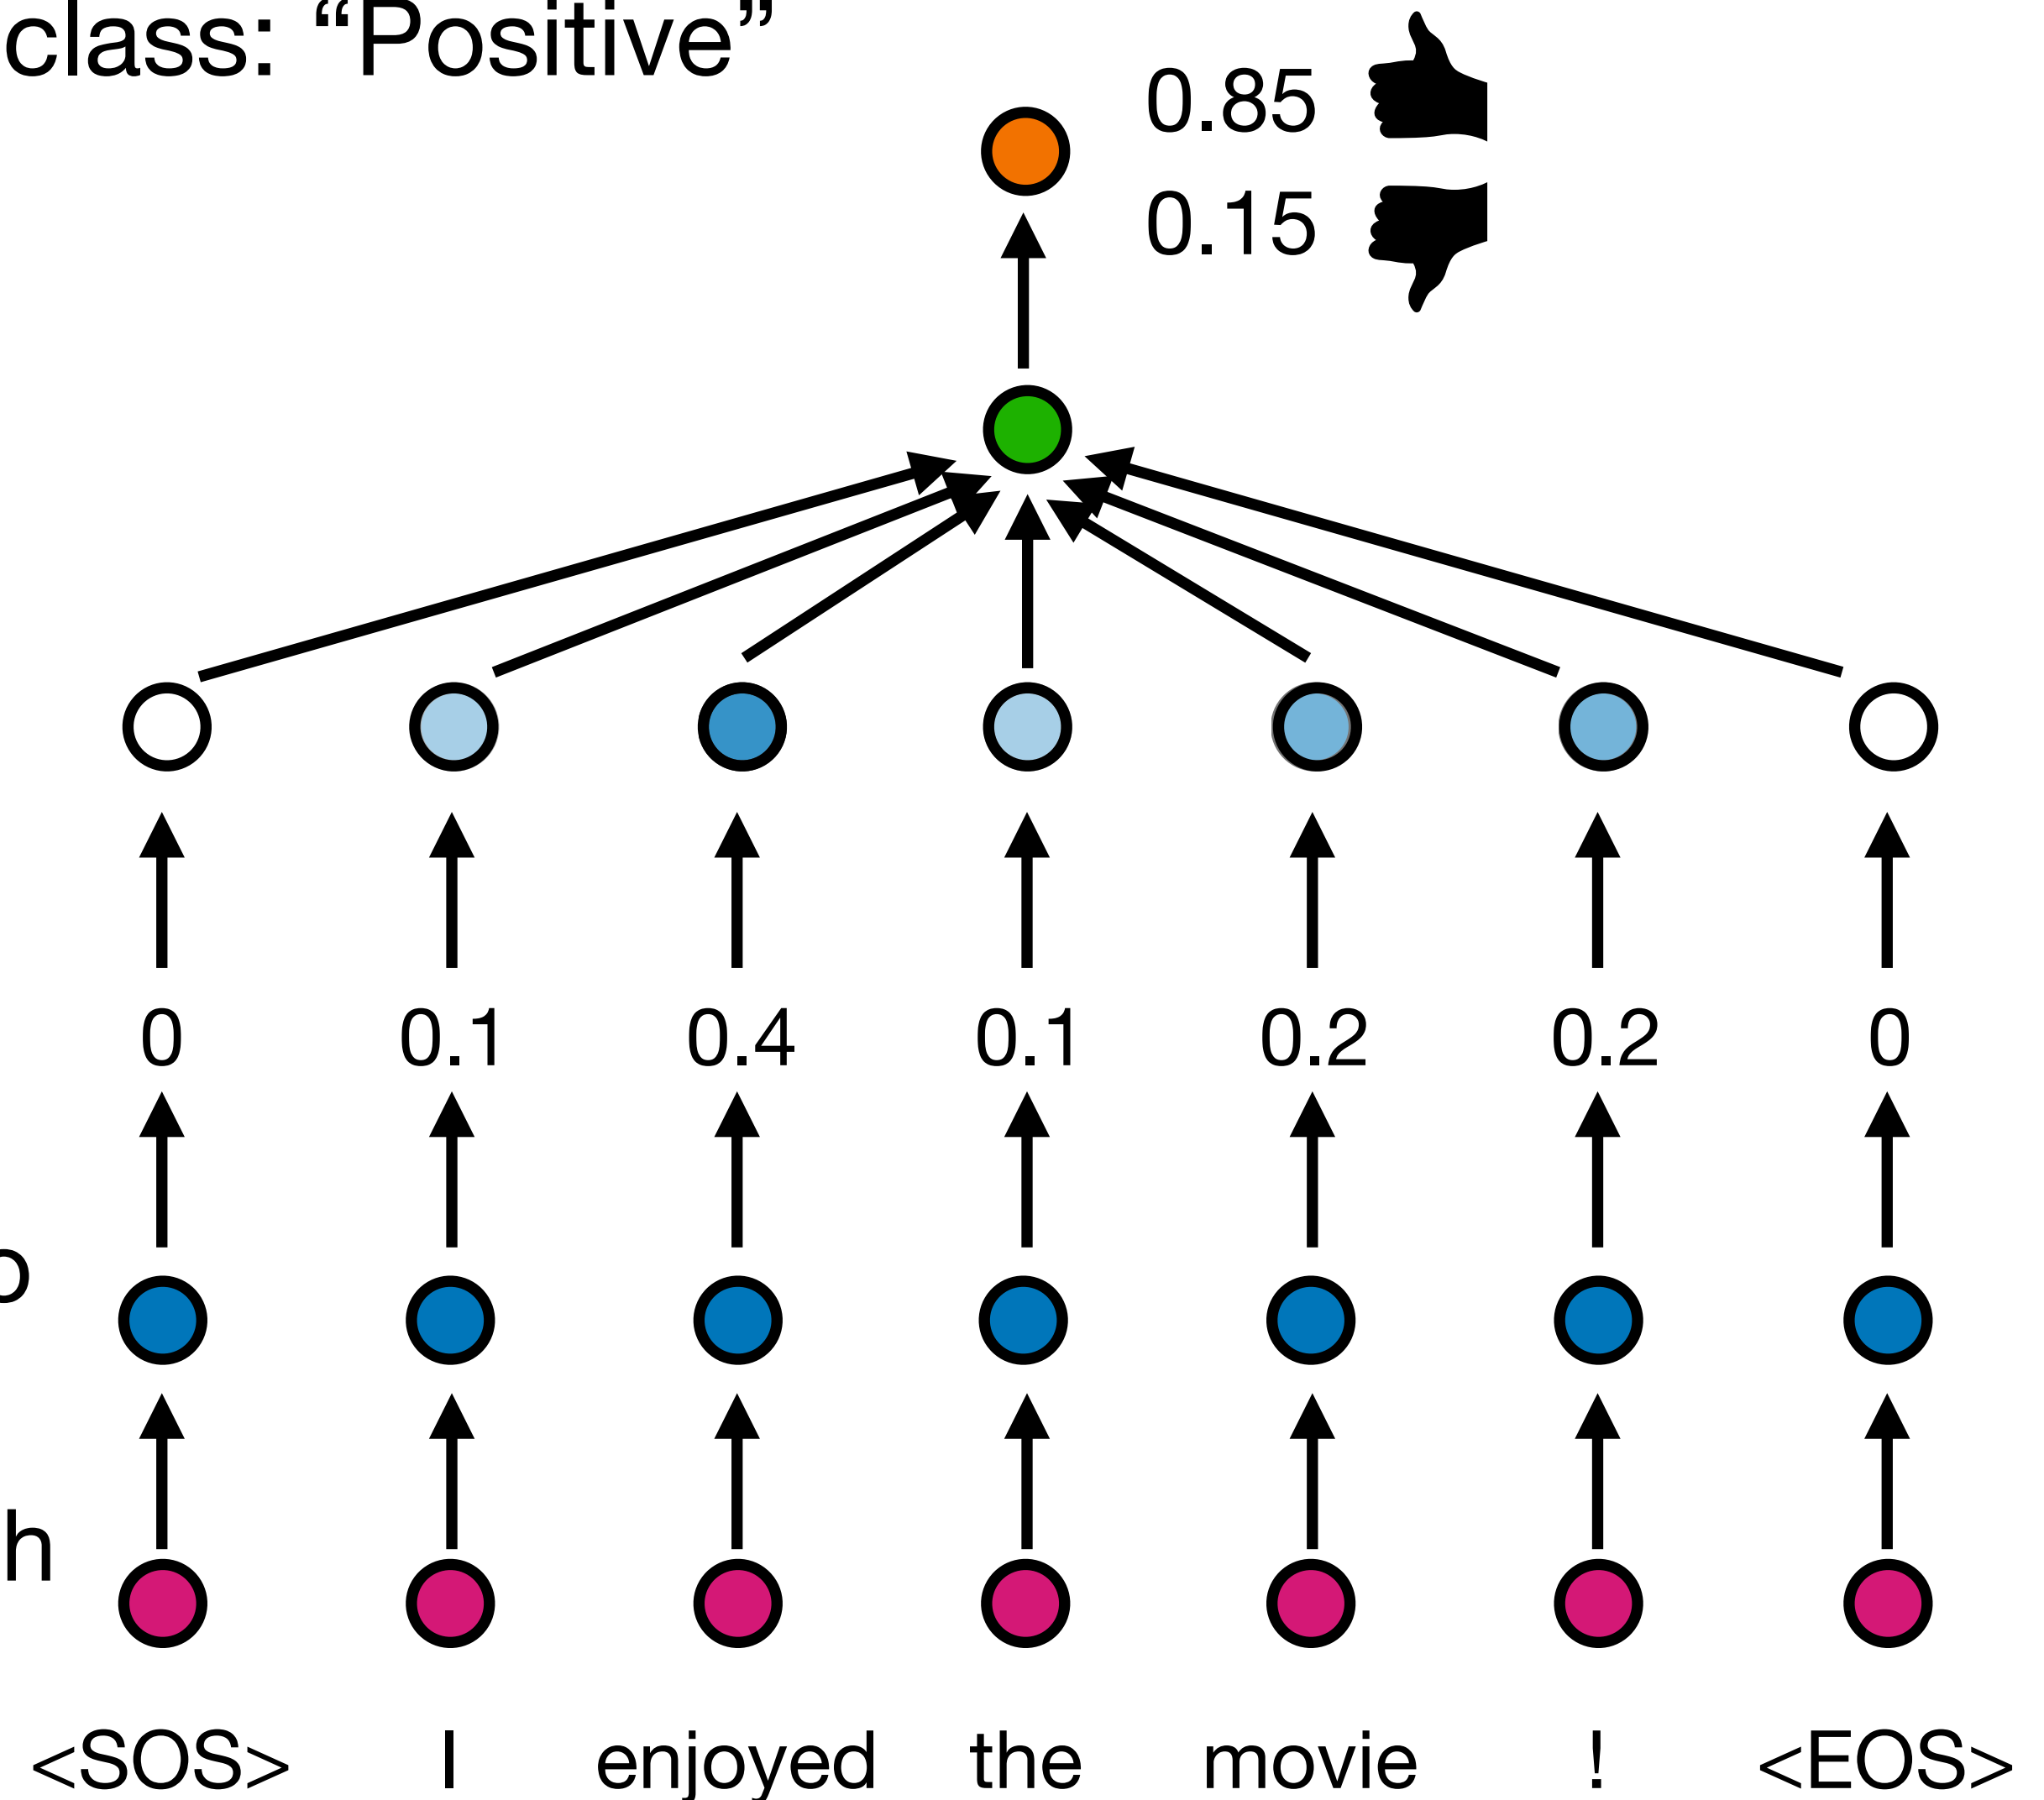 class: “Positive”
0.85
0.15
0 0.1 0.4 0.1 0.2 0.2 0
h
<SOS> I enjoyed the movie ! <EOS>